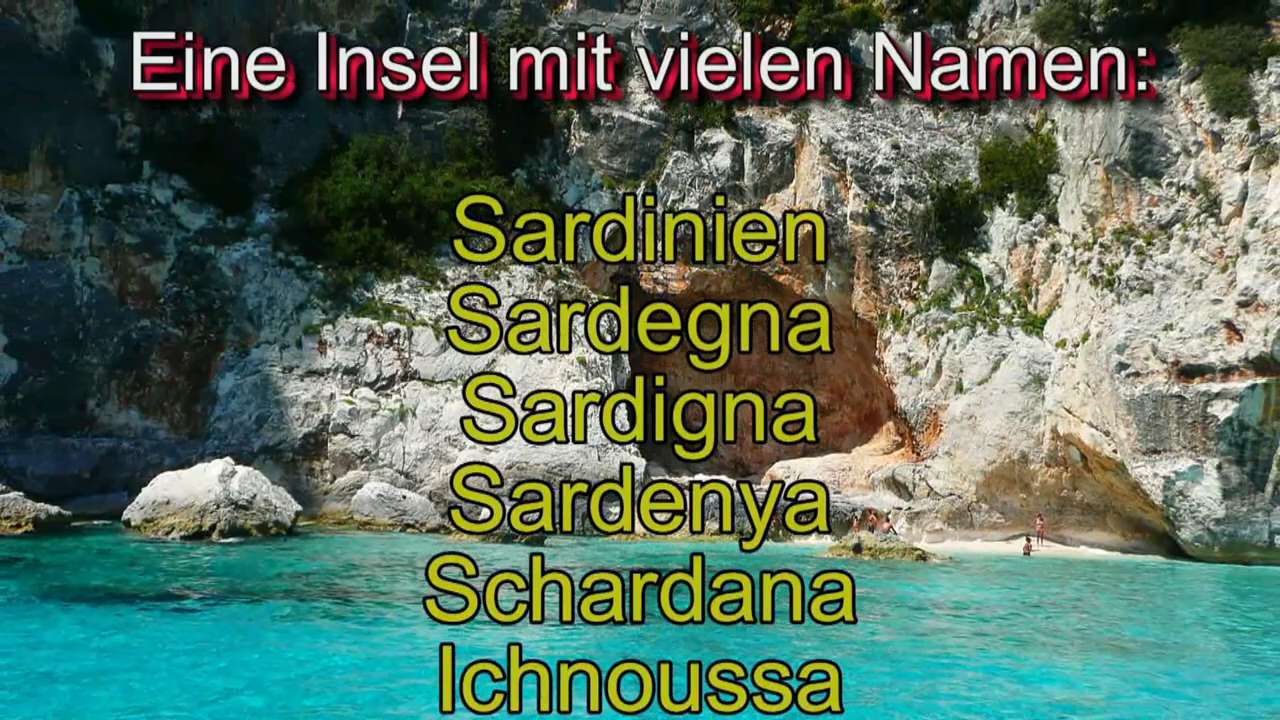 Eine Insel mit vielen Namen:
Sardinien
Sardegna
Sardigna
Sardenya
Schardana
Ichnoussa